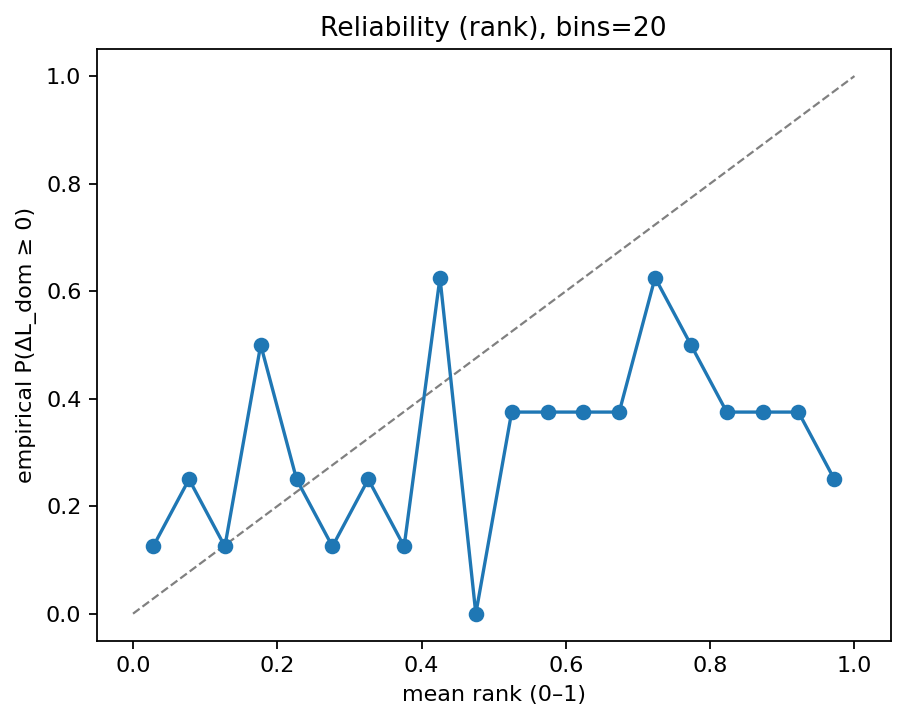 Reliability (rank), bins=20
empirical P(ΔL_dom ≥ 0)
1.0
0.8
0.6
0.4
0.2
0.0
0.0 0.2 0.4 0.6 0.8 1.0
mean rank (0–1)